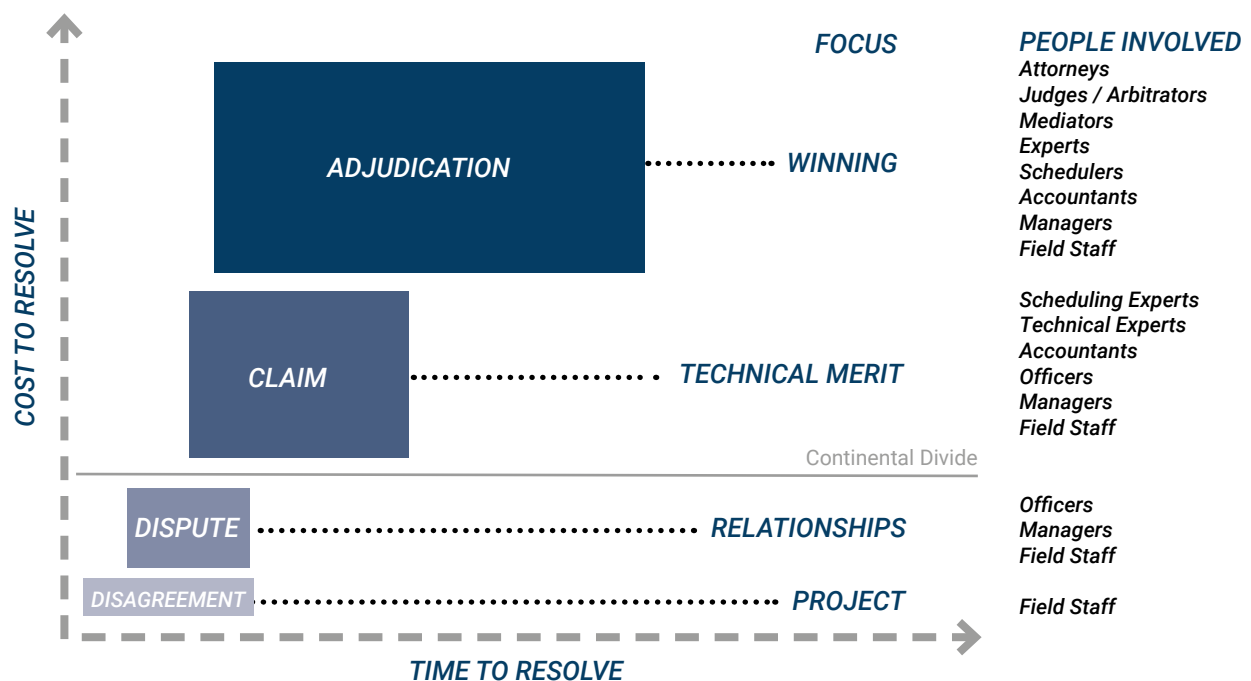 FOCUS
PEOPLE INVOLVED
Attorneys
Judges / Arbitrators
Mediators
Experts
Schedulers
Accountants
Managers
Field Staff
ADJUDICATION
WINNING
COST TO RESOLVE
Scheduling Experts
Technical Experts
Accountants
Officers
Managers
Field Staff
CLAIM
TECHNICAL MERIT
Continental Divide
DISPUTE
RELATIONSHIPS
Officers
Managers
Field Staff
DISAGREEMENT
PROJECT
Field Staff
TIME TO RESOLVE